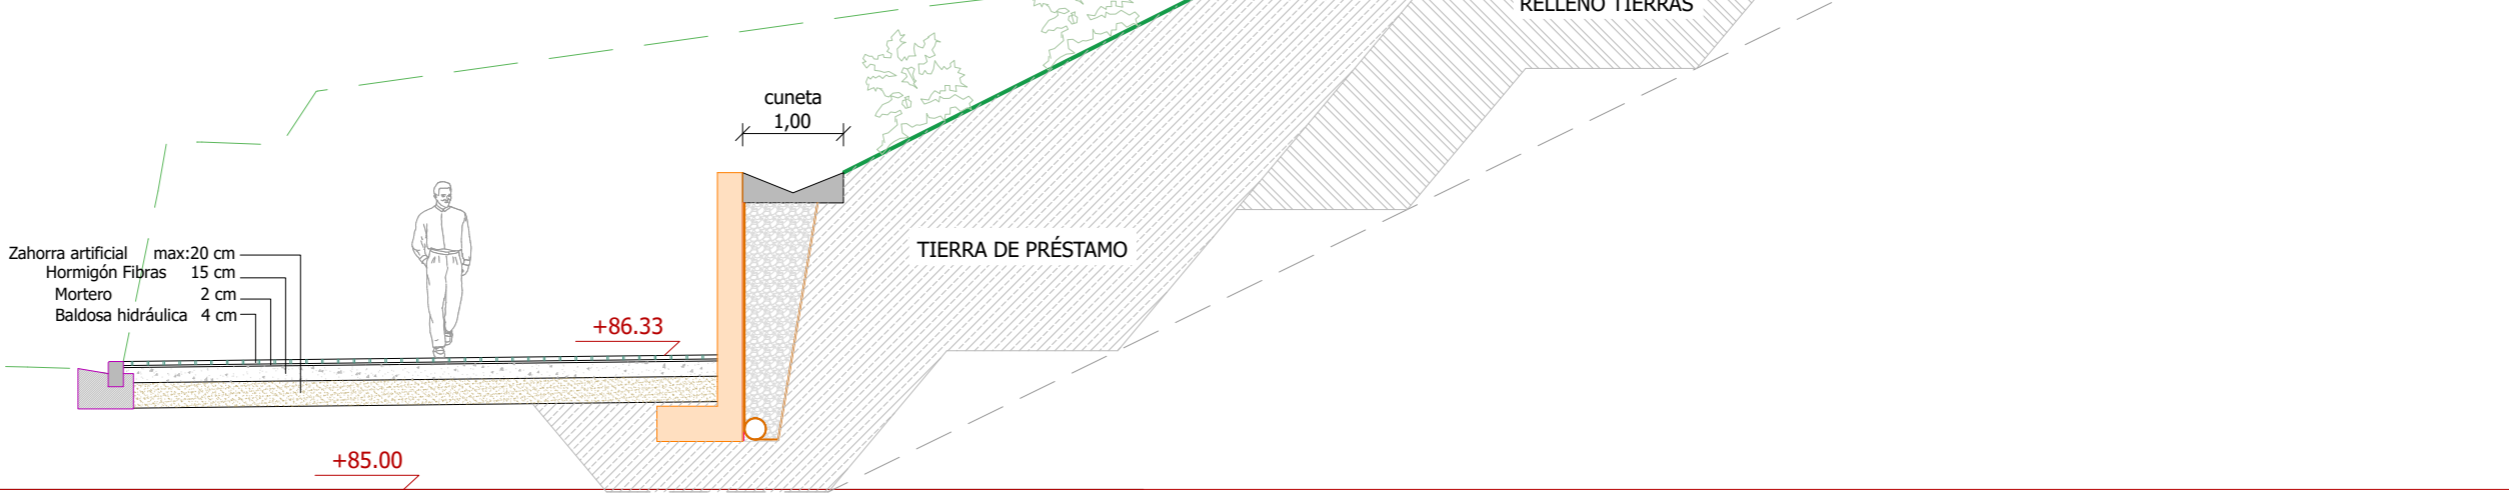 RELLENO TIERRAS
cuneta
1,00
TIERRA DE PRÉSTAMO
Zahorra artificial max:20 cm
Hormigón Fibras 15 cm
Mortero 2 cm
Baldosa hidráulica 4 cm
+86.33
+85.00